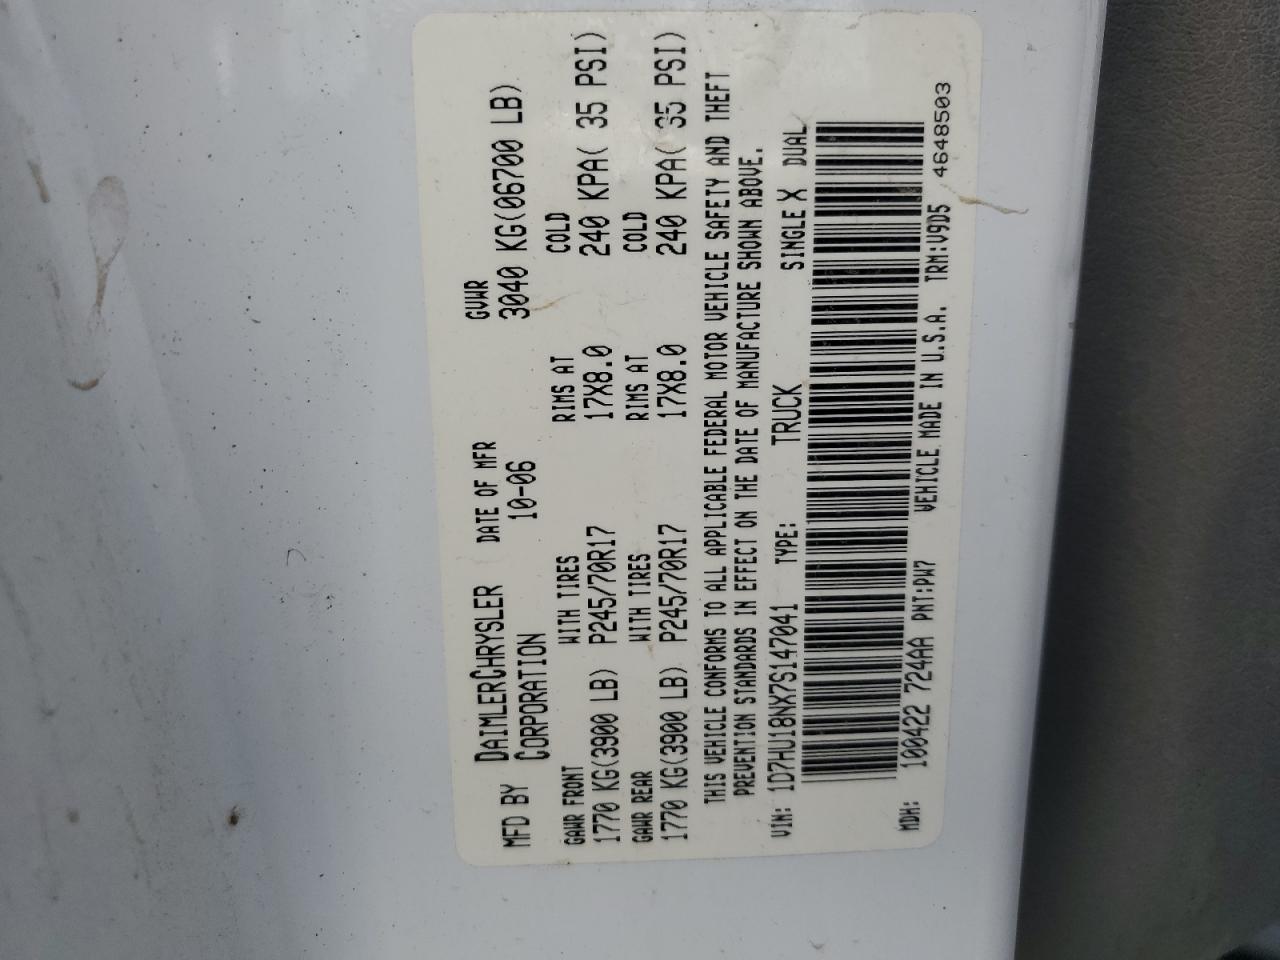 MFD BY DAIMLERCHRYSLER CORPORATION DATE OF MFR 10-06 GVWR 3040 KG(06700 LB)
GAWR FRONT WITH TIRES RIMS AT COLD
1770 KG(3900 LB) P245/70R17 17X8.0 240 KPA( 35 PSI)
GAWR REAR WITH TIRES RIMS AT COLD
1770 KG(3900 LB) P245/70R17 17X8.0 240 KPA( 35 PSI)
THIS VEHICLE CONFORMS TO ALL APPLICABLE FEDERAL MOTOR VEHICLE SAFETY AND THEFT
PREVENTION STANDARDS IN EFFECT ON THE DATE OF MANUFACTURE SHOWN ABOVE.
VIN: 1D7HU18NX7S147041 TYPE: TRUCK SINGLE X DUAL
MDH: 100422 724AA PNT:PW7 VEHICLE MADE IN U.S.A. TRM:V9D5 4648503